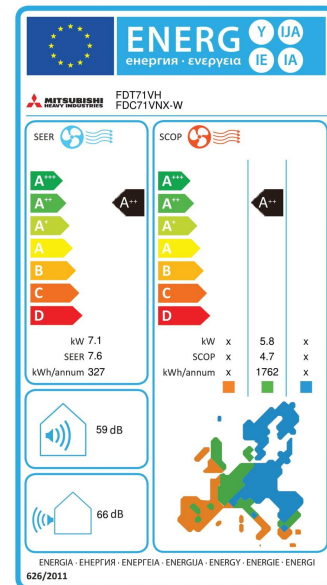 ENERG
енергия · ενεργεια
Y
IJA
IE
IA
MITSUBISHI
HEAVY INDUSTRIES
FDT71VH
FDC71VNX-W
SEER
A+++
A++
A+
A
B
C
D
A++
kW 7.1
SEER 7.6
kWh/annum 327
SCOP
A+++
A++
A+
A
B
C
D
A++
kW x 5.8 x
SCOP x 4.7 x
kWh/annum x 1762 x
59 dB
66 dB
ENERGIA · ЕНЕРГИЯ · ΕΝΕΡΓΕΙΑ · ENERGIJA · ENERGY · ENERGIE · ENERGI
626/2011